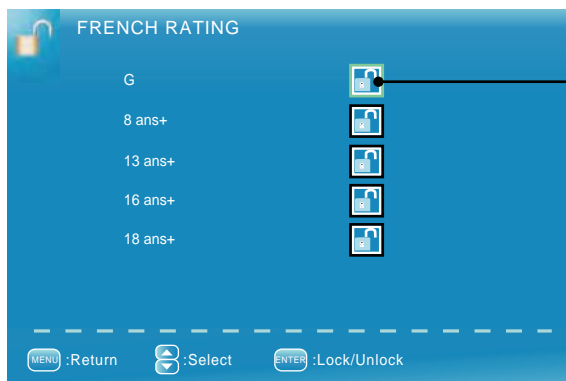 FRENCH RATING
G
8 ans+
13 ans+
16 ans+
18 ans+
MENU :Return :Select ENTER :Lock/Unlock